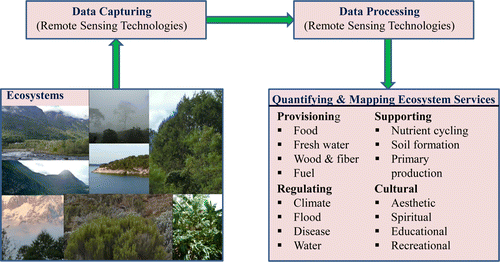 Data Capturing
(Remote Sensing Technologies)
Data Processing
(Remote Sensing Technologies)
Ecosystems
Quantifying & Mapping Ecosystem Services
Provisioning
▪ Food
▪ Fresh water
▪ Wood & fiber
▪ Fuel
Regulating
▪ Climate
▪ Flood
▪ Disease
▪ Water
Supporting
▪ Nutrient cycling
▪ Soil formation
▪ Primary
production
Cultural
▪ Aesthetic
▪ Spiritual
▪ Educational
▪ Recreational